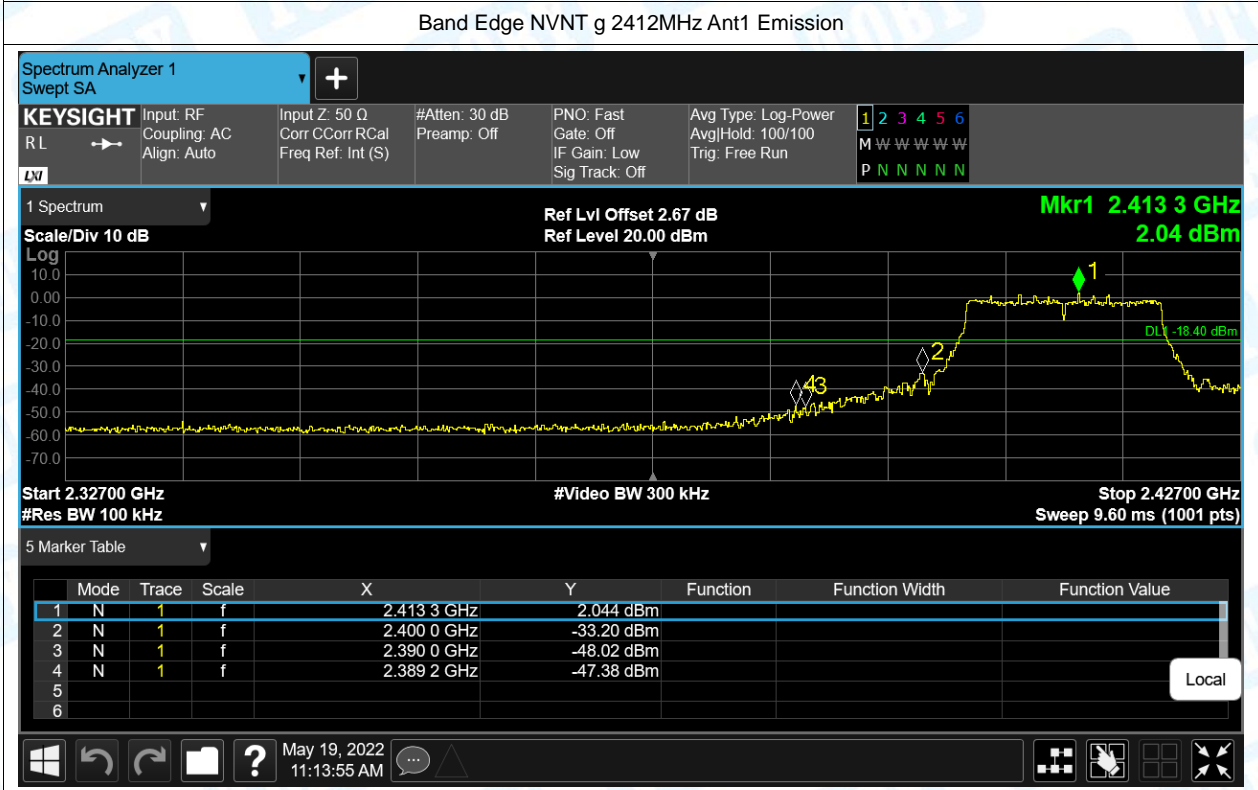 Band Edge NVNT g 2412MHz Ant1 Emission
Spectrum Analyzer 1
Swept SA
KEYSIGHT
RL
LXI
Input: RF
Coupling: AC
Align: Auto
Input Z: 50 Ω
Corr CCorr RCal
Freq Ref: Int (S)
#Atten: 30 dB
Preamp: Off
PNO: Fast
Gate: Off
IF Gain: Low
Sig Track: Off
Avg Type: Log-Power
Avg|Hold: 100/100
Trig: Free Run
1 2 3 4 5 6
M W W W W W
P N N N N N
1 Spectrum
Scale/Div 10 dB
Ref Lvl Offset 2.67 dB
Ref Level 20.00 dBm
Mkr1 2.413 3 GHz
2.04 dBm
Log
10.0
0.00
-10.0
-20.0
-30.0
-40.0
-50.0
-60.0
-70.0
1
DL1 -18.40 dBm
2
43
Start 2.32700 GHz
#Video BW 300 kHz
Stop 2.42700 GHz
#Res BW 100 kHz
Sweep 9.60 ms (1001 pts)
5 Marker Table
Mode Trace Scale X Y Function Function Width Function Value
1 N 1 f 2.413 3 GHz 2.044 dBm
2 N 1 f 2.400 0 GHz -33.20 dBm
3 N 1 f 2.390 0 GHz -48.02 dBm
4 N 1 f 2.389 2 GHz -47.38 dBm
5
6
Local
?
May 19, 2022
11:13:55 AM